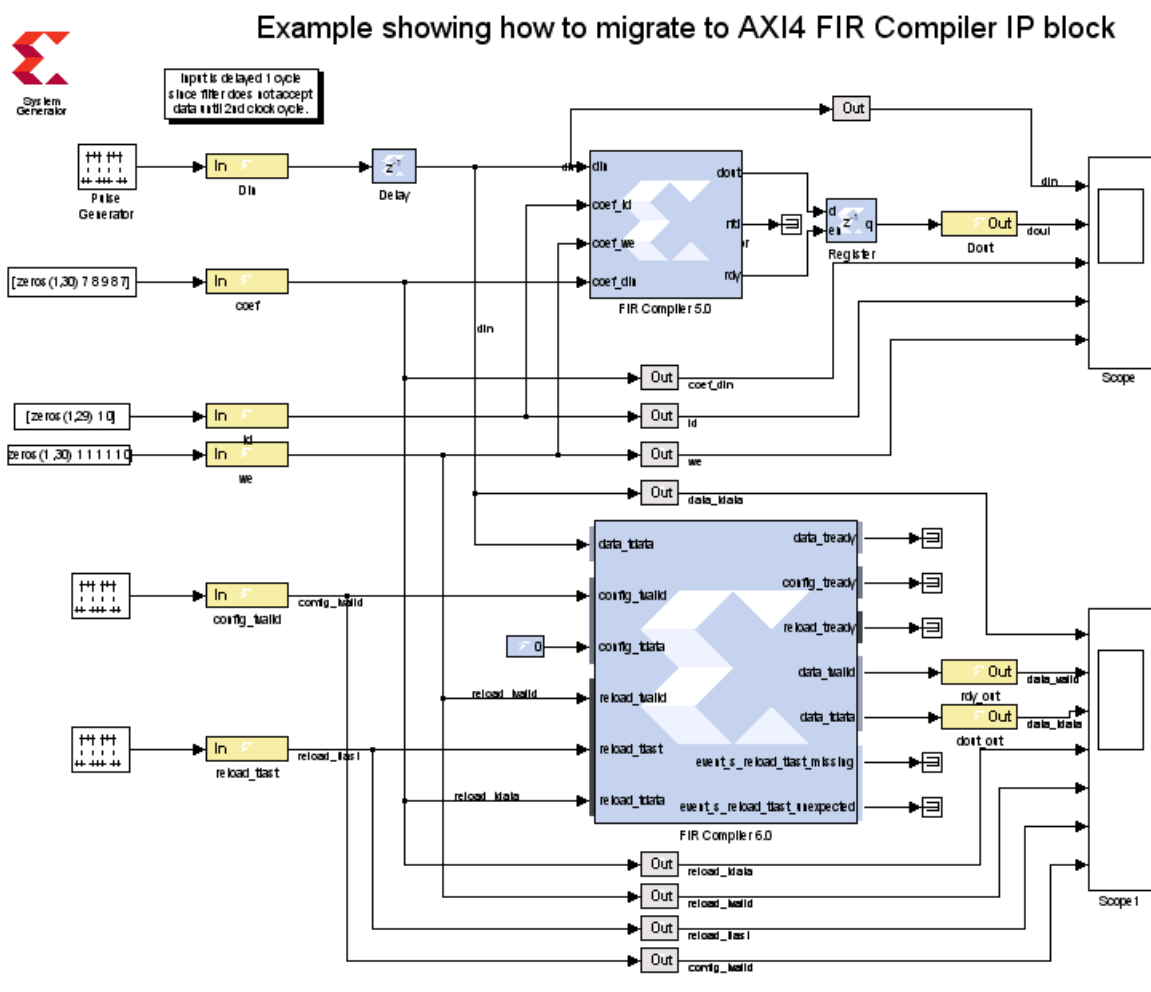 Example showing how to migrate to AXI4 FIR Compiler IP block
System
Generator
Input is delayed 1 cycle
since filter does not accept
data until 2nd clock cycle.
Out
Pulse
Generator
In
Din
z-1
Delay
din
din
coef_ld
coef_we
coef_din
dout
nfd
rdy
FIR Compiler 5.0
d
en
z-1
q
Register
Out
Dout
din
dout
Scope
[zeros(1,30) 7 8 9 8 7]
In
coef
din
Out
coef_din
[zeros(1,29) 1 0]
In
ld
Out
ld
zeros(1,30) 1 1 1 1 1 0
In
we
Out
we
Out
data_tdata
In
config_tvalid
config_tvalid
0
reload_tvalid
In
reload_tlast
reload_tlast
reload_tdata
data_tdata
config_tvalid
config_tdata
reload_tvalid
reload_tlast
reload_tdata
data_tready
config_tready
reload_tready
data_tvalid
data_tdata
event_s_reload_tlast_missing
event_s_reload_tlast_unexpected
FIR Compiler 6.0
Out
rdy_out
data_valid
Out
dout_out
data_tdata
Scope1
Out
reload_tdata
Out
reload_tvalid
Out
reload_tlast
Out
config_tvalid